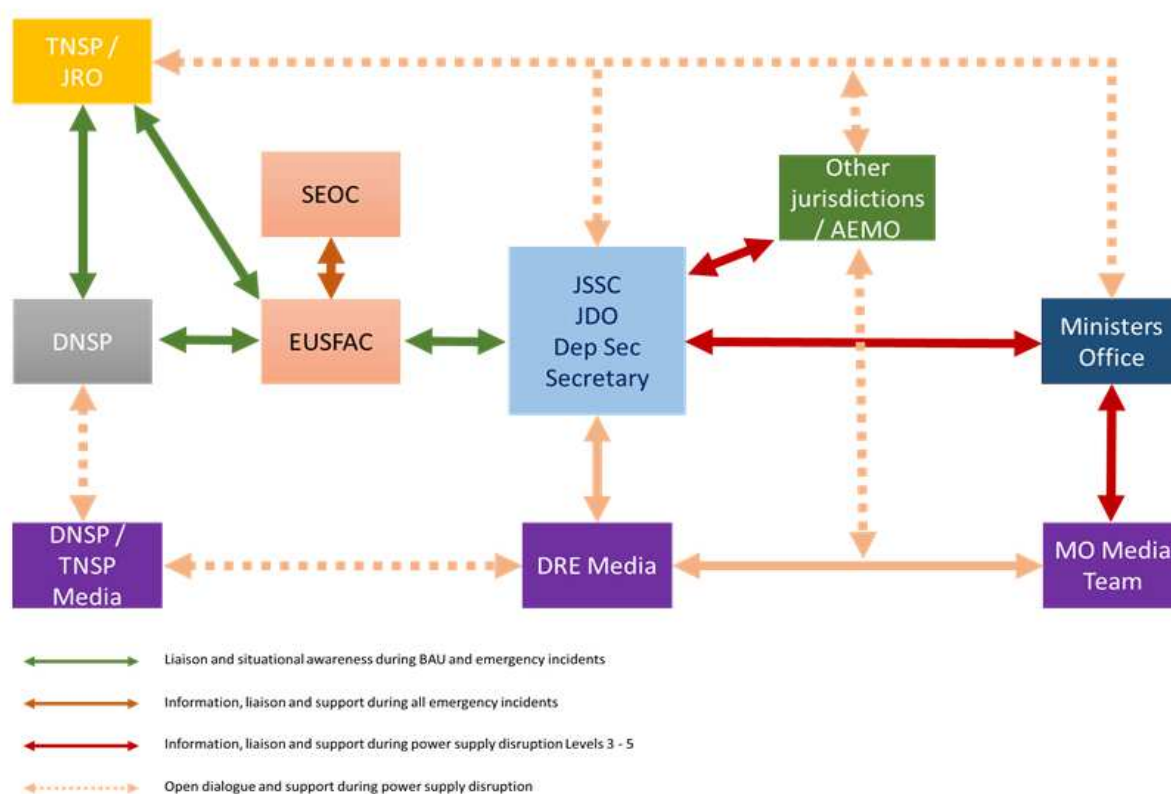 TNSP /
JRO
SEOC
Other
jurisdictions
/ AEMO
JSSC
JDO
Dep Sec
Secretary
DNSP
EUSFAC
Ministers
Office
DNSP /
TNSP
Media
DRE Media
MO Media
Team
Liaison and situational awareness during BAU and emergency incidents
Information, liaison and support during all emergency incidents
Information, liaison and support during power supply disruption Levels 3 - 5
Open dialogue and support during power supply disruption